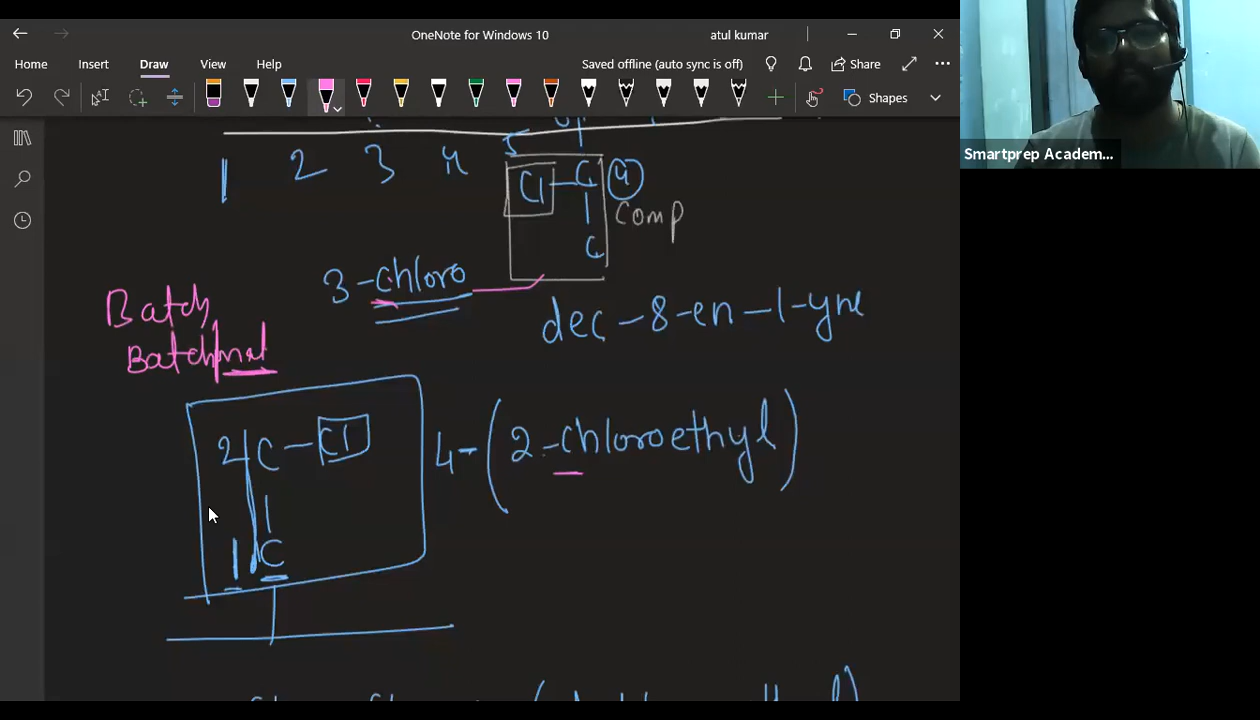 OneNote for Windows 10
atul kumar
Home Insert Draw View Help
Saved offline (auto sync is off)
Share
Shapes
Smartprep Academ...
1 2 3 4 5
Cl-C 4
Comp
C
3-chloro
dec-8-en-1-yne
Batch
Batchmat
2 C-Cl
4-(2-chloroethyl)
1 C